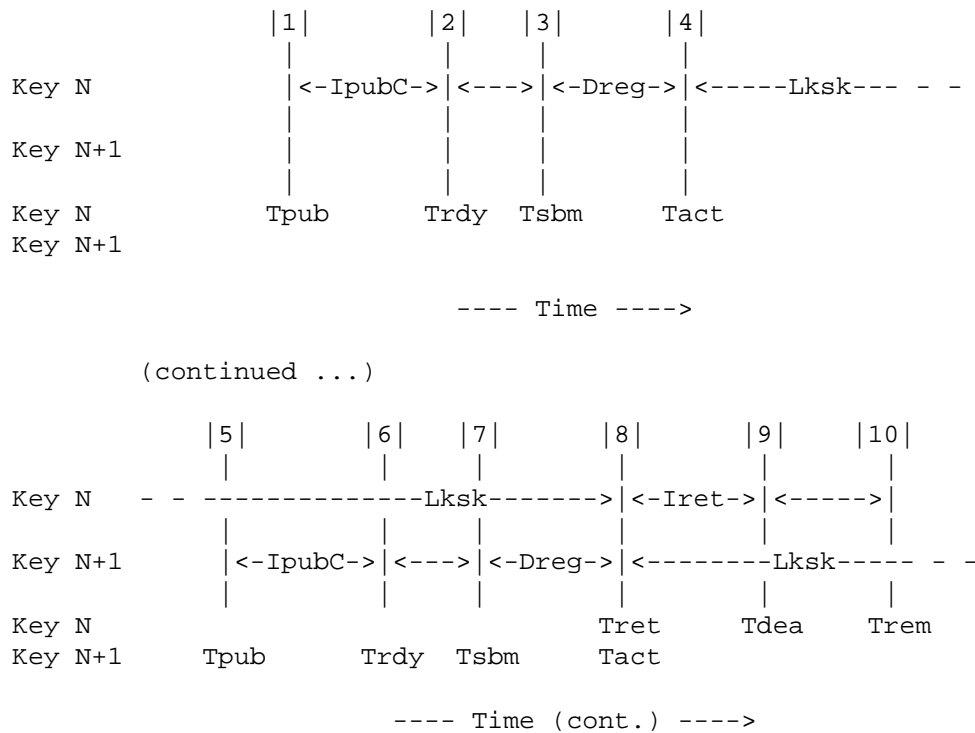 |1| |2| |3| |4|
| | | |
Key N |<-IpubC->|<--->|<-Dreg->|<-----Lksk--- - -
| | | |
Key N+1 | | | |
| | | |
Key N Tpub Trdy Tsbm Tact
Key N+1
---- Time ---->
(continued ...)
|5| |6| |7| |8| |9| |10|
| | | | | |
Key N - - --------------Lksk------->|<-Iret->|<----->|
| | | | | |
Key N+1 |<-IpubC->|<--->|<-Dreg->|<--------Lksk----- - -
| | | | | |
Key N Tret Tdea Trem
Key N+1 Tpub Trdy Tsbm Tact
---- Time (cont.) ---->